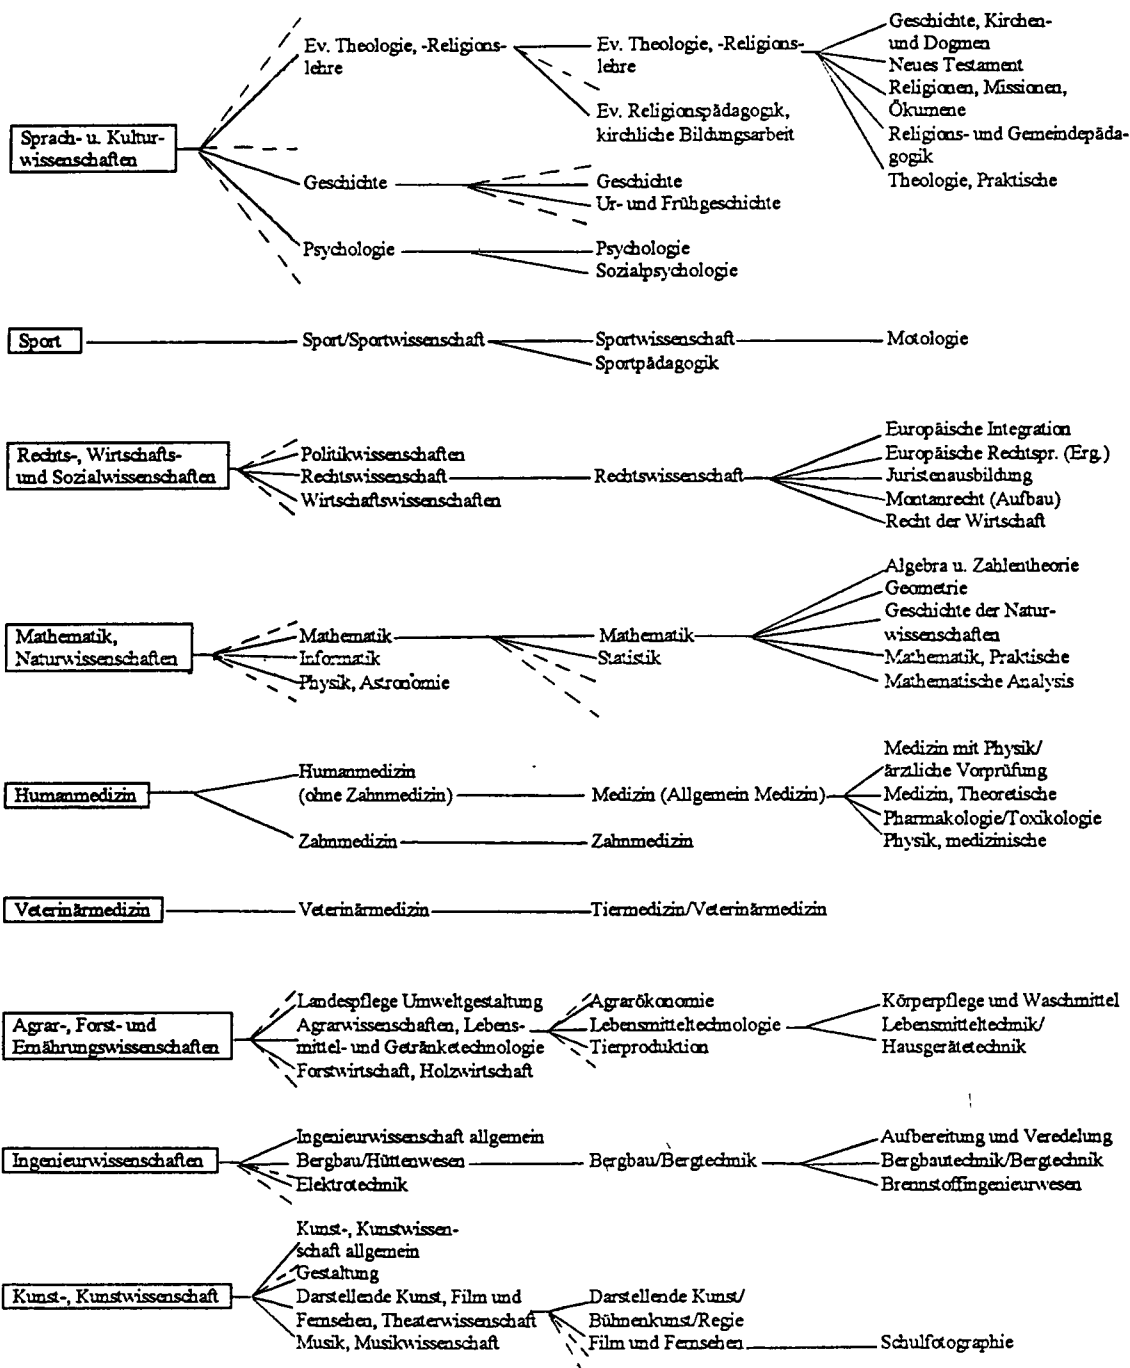 Sprach- u. Kultur-
wissenschaften
Ev. Theologie, -Religions-
lehre
Ev. Theologie, -Religions-
lehre
Geschichte, Kirchen-
und Dogmen
Neues Testament
Religionen, Missionen,
Ökumene
Religions- und Gemeindepäda-
gogik
Theologie, Praktische
Ev. Religionspädagogik,
kirchliche Bildungsarbeit
Geschichte
Geschichte
Ur- und Frühgeschichte
Psychologie
Psychologie
Sozialpsychologie
Sport
Sport/Sportwissenschaft
Sportwissenschaft
Motologie
Sportpädagogik
Rechts-, Wirtschafts-
und Sozialwissenschaften
Politikwissenschaften
Rechtswissenschaft
Wirtschaftswissenschaften
Rechtswissenschaft
Europäische Integration
Europäische Rechtspr. (Erg.)
Juristenausbildung
Montanrecht (Aufbau)
Recht der Wirtschaft
Mathematik,
Naturwissenschaften
Mathematik
Informatik
Physik, Astronomie
Mathematik
Statistik
Algebra u. Zahlentheorie
Geometrie
Geschichte der Natur-
wissenschaften
Mathematik, Praktische
Mathematische Analysis
Humanmedizin
Humanmedizin
(ohne Zahnmedizin)
Medizin (Allgemein Medizin)
Medizin mit Physik/
ärztliche Vorprüfung
Medizin, Theoretische
Pharmakologie/Toxikologie
Physik, medizinische
Zahnmedizin
Zahnmedizin
Veterinärmedizin
Veterinärmedizin
Tiermedizin/Veterinärmedizin
Agrar-, Forst- und
Ernährungswissenschaften
Landespflege Umweltgestaltung
Agrarwissenschaften, Lebens-
mittel- und Getränketechnologie
Forstwirtschaft, Holzwirtschaft
Agrarökonomie
Lebensmitteltechnologie
Tierproduktion
Körperpflege und Waschmittel
Lebensmitteltechnik/
Hausgerätetechnik
Ingenieurwissenschaften
Ingenieurwissenschaft allgemein
Bergbau/Hüttenwesen
Elektrotechnik
Bergbau/Bergtechnik
Aufbereitung und Veredelung
Bergbautechnik/Bergtechnik
Brennstoffingenieurwesen
Kunst-, Kunstwissenschaft
Kunst-, Kunstwissen-
schaft allgemein
Gestaltung
Darstellende Kunst, Film und
Fernsehen, Theaterwissenschaft
Musik, Musikwissenschaft
Darstellende Kunst/
Bühnenkunst/Regie
Film und Fernsehen
Schulfotographie